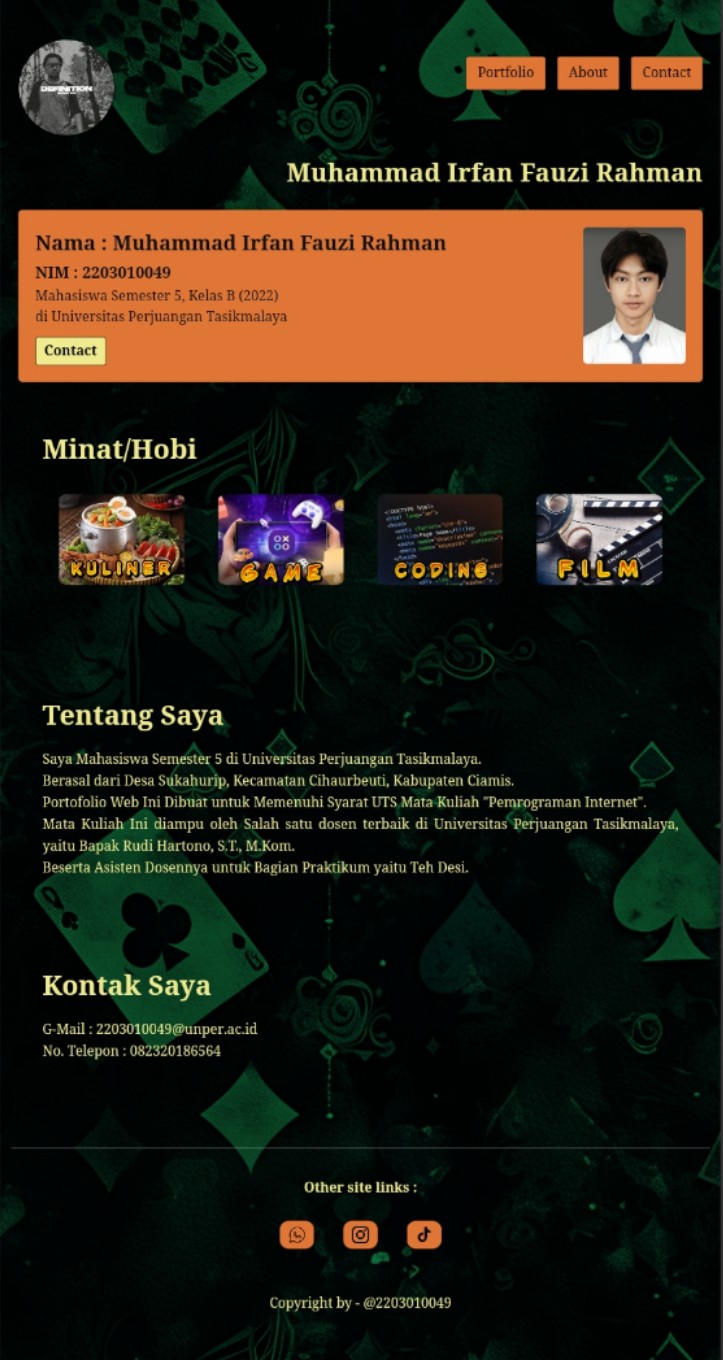 DEFINITION
Portfolio
About
Contact
Muhammad Irfan Fauzi Rahman
Nama : Muhammad Irfan Fauzi Rahman
NIM : 2203010049
Mahasiswa Semester 5, Kelas B (2022)
di Universitas Perjuangan Tasikmalaya
Contact
Minat/Hobi
KULINER
GAME
CODING
FILM
Tentang Saya
Saya Mahasiswa Semester 5 di Universitas Perjuangan Tasikmalaya.
Berasal dari Desa Sukahurip, Kecamatan Cihaurbeuti, Kabupaten Ciamis.
Portofolio Web Ini Dibuat untuk Memenuhi Syarat UTS Mata Kuliah "Pemrograman Internet".
Mata Kuliah Ini diampu oleh Salah satu dosen terbaik di Universitas Perjuangan Tasikmalaya,
yaitu Bapak Rudi Hartono, S.T., M.Kom.
Beserta Asisten Dosennya untuk Bagian Praktikum yaitu Teh Desi.
Kontak Saya
G-Mail : 2203010049@unper.ac.id
No. Telepon : 082320186564
Other site links :
Copyright by - @2203010049